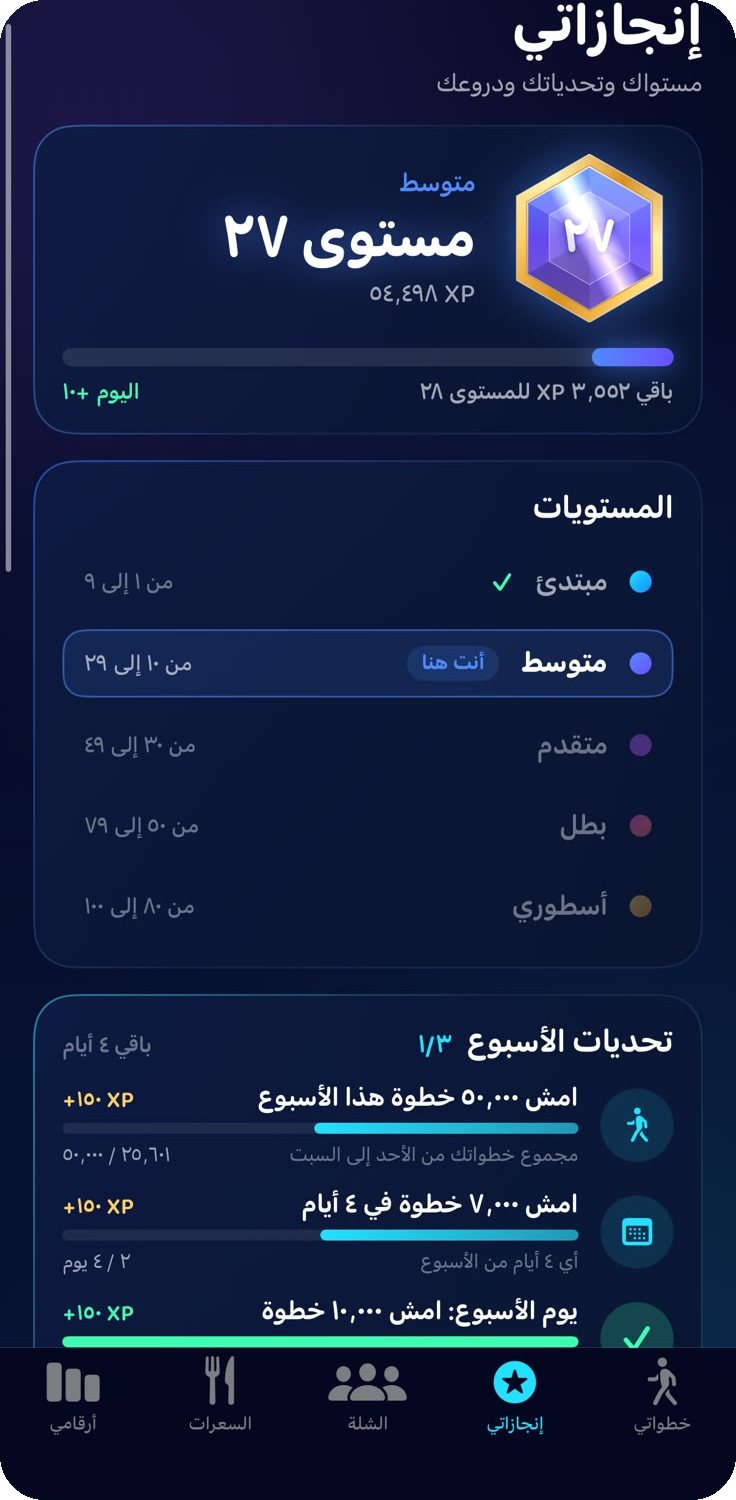 إنجازاتي
مستواك وتحدياتك ودروعك
٢٧
متوسط
مستوى ٢٧
٥٤,٤٩٨ XP
باقي ٣,٥٥٢ XP للمستوى ٢٨
اليوم +١٠
المستويات
مبتدئ من ١ إلى ٩
متوسط أنت هنا من ١٠ إلى ٢٩
متقدم من ٣٠ إلى ٤٩
بطل من ٥٠ إلى ٧٩
أسطوري من ٨٠ إلى ١٠٠
تحديات الأسبوع ١/٣ باقي ٤ أيام
امش ٥٠,٠٠٠ خطوة هذا الأسبوع +١٥٠ XP
مجموع خطواتك من الأحد إلى السبت ٢٥,٦٠١ / ٥٠,٠٠٠
امش ٧,٠٠٠ خطوة في ٤ أيام +١٥٠ XP
أي ٤ أيام من الأسبوع ٢ / ٤ يوم
يوم الأسبوع: امش ١٠,٠٠٠ خطوة +١٥٠ XP
خطواتي إنجازاتي الشلة السعرات أرقامي